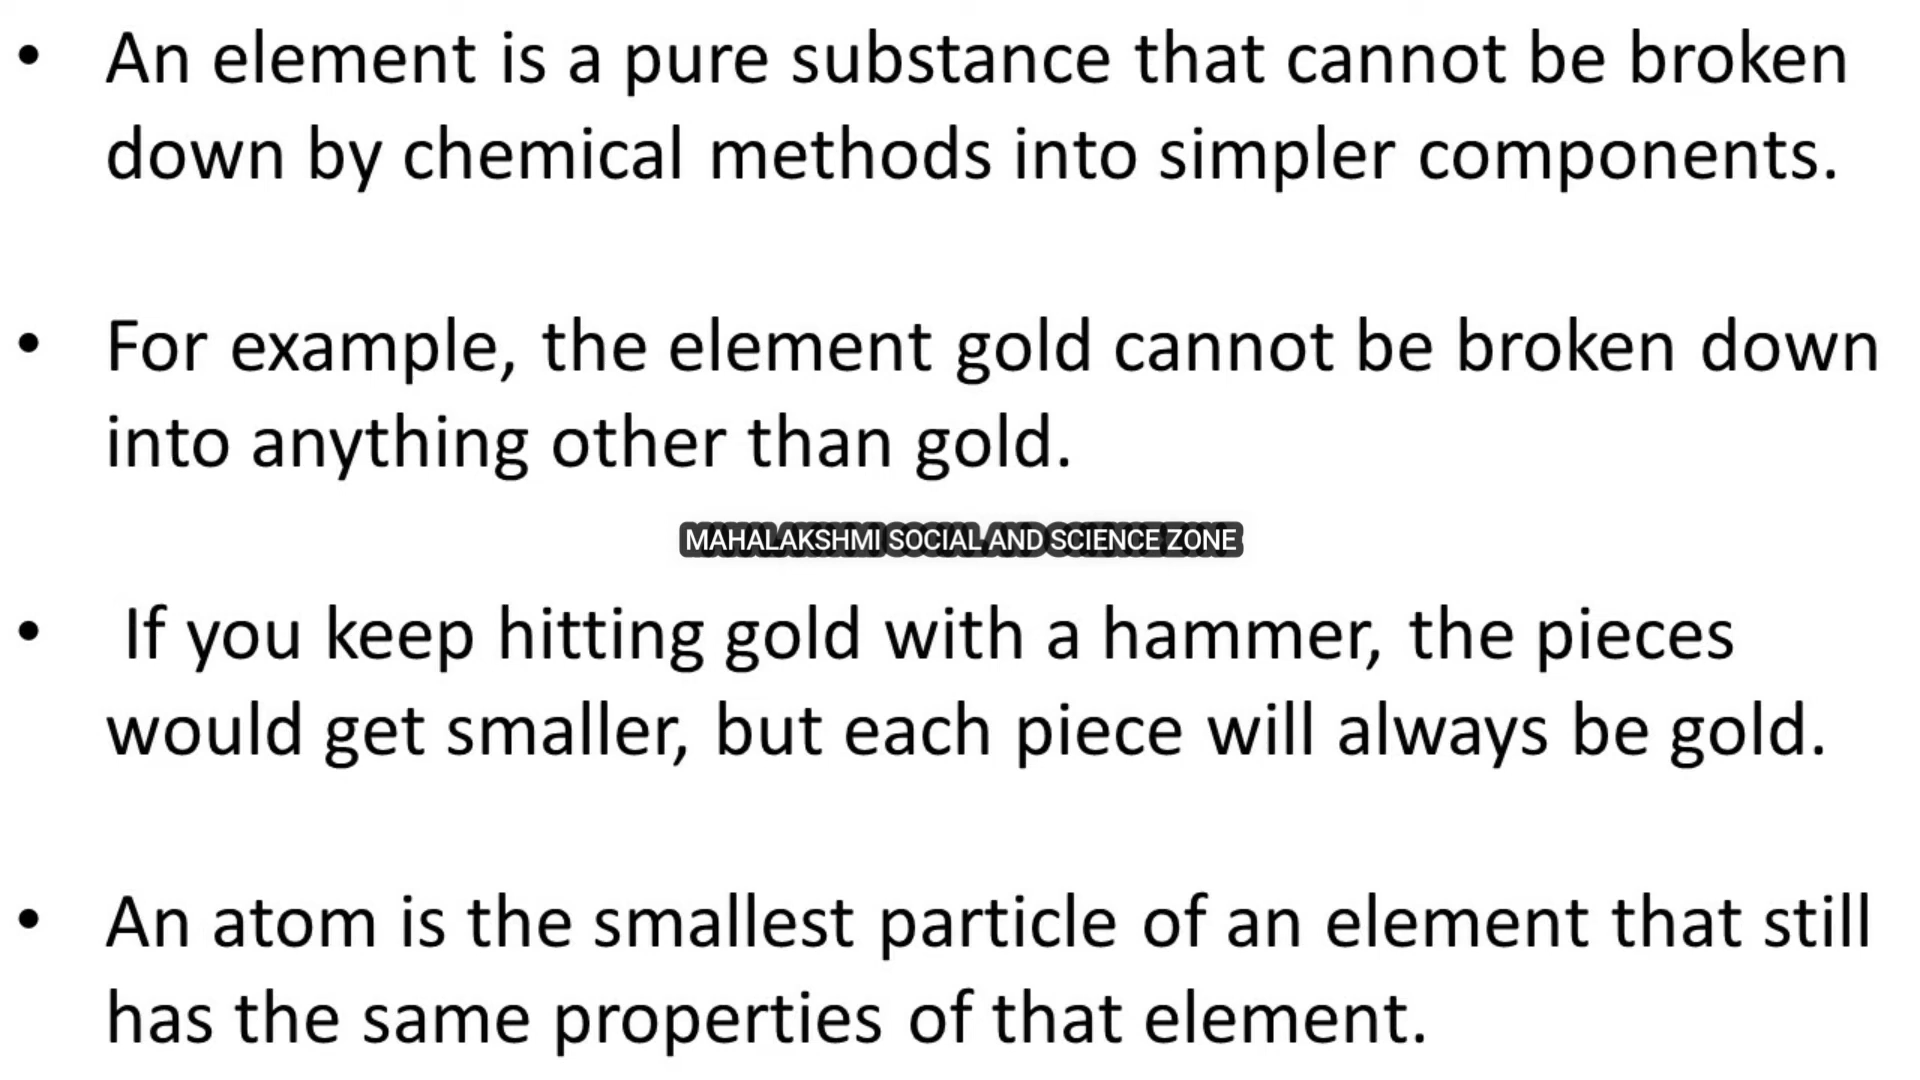 • An element is a pure substance that cannot be broken
down by chemical methods into simpler components.
• For example, the element gold cannot be broken down
into anything other than gold.
MAHALAKSHMI SOCIAL AND SCIENCE ZONE
• If you keep hitting gold with a hammer, the pieces
would get smaller, but each piece will always be gold.
• An atom is the smallest particle of an element that still
has the same properties of that element.